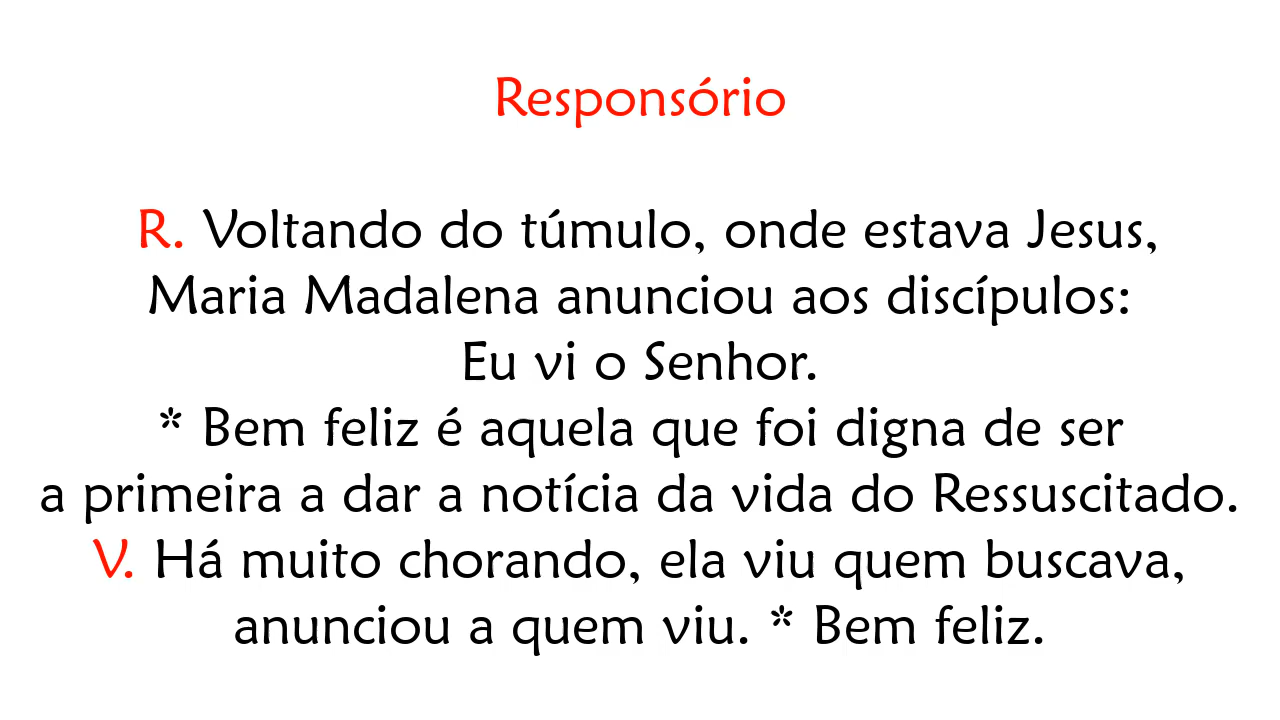 Responsório
R. Voltando do túmulo, onde estava Jesus,
Maria Madalena anunciou aos discípulos:
Eu vi o Senhor.
* Bem feliz é aquela que foi digna de ser
a primeira a dar a notícia da vida do Ressuscitado.
V. Há muito chorando, ela viu quem buscava,
anunciou a quem viu. * Bem feliz.